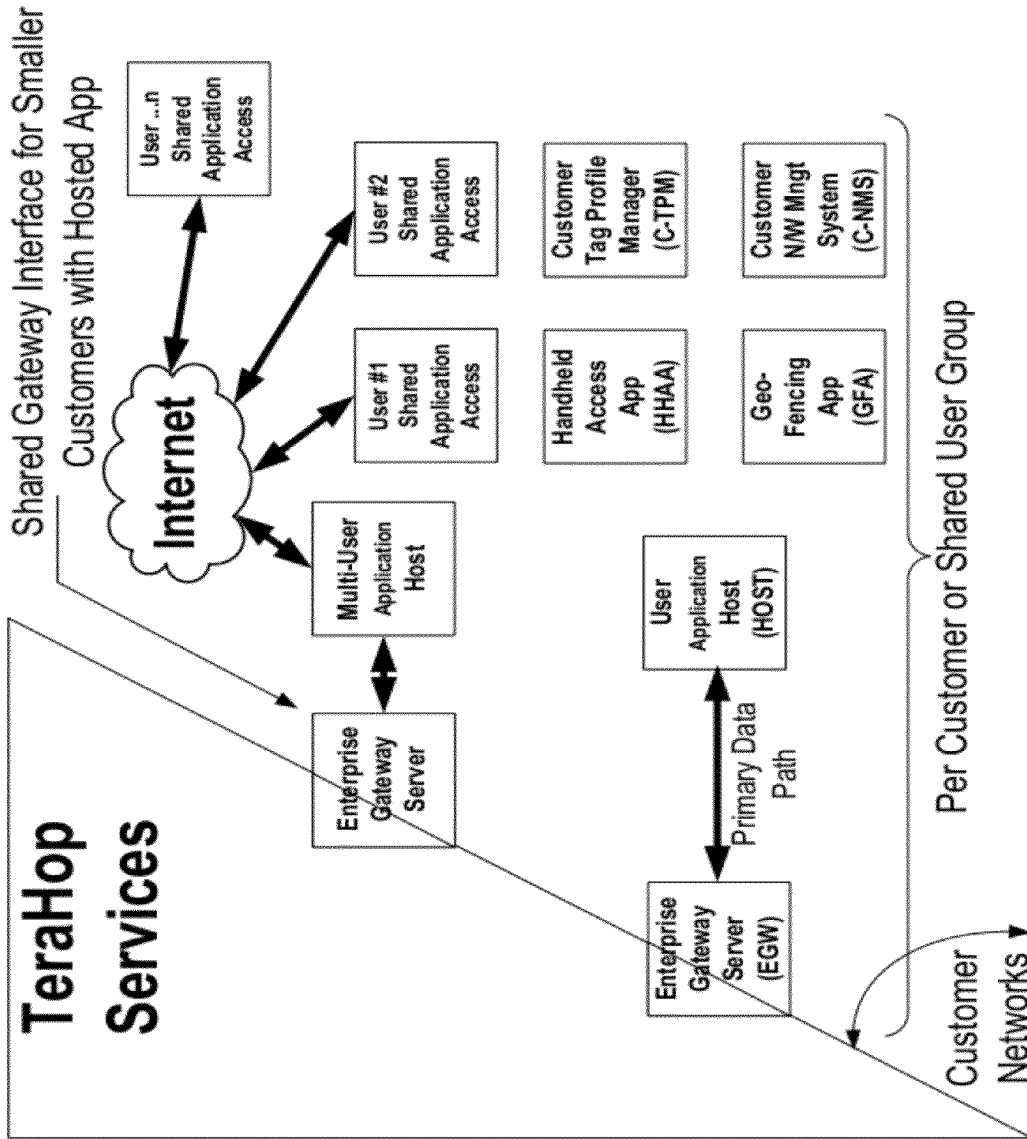 TeraHop
Services
Shared Gateway Interface for Smaller
Customers with Hosted App
Internet
User ...n
Shared
Application
Access
Enterprise
Gateway
Server
Multi-User
Application
Host
User #1
Shared
Application
Access
User #2
Shared
Application
Access
Enterprise
Gateway
Server
(EGW)
Primary Data
Path
User
Application
Host
(HOST)
Handheld
Access
App
(HHAA)
Customer
Tag Profile
Manager
(C-TPM)
Geo-
Fencing
App
(GFA)
Customer
N/W Mngt
System
(C-NMS)
Customer
Networks
Per Customer or Shared User Group